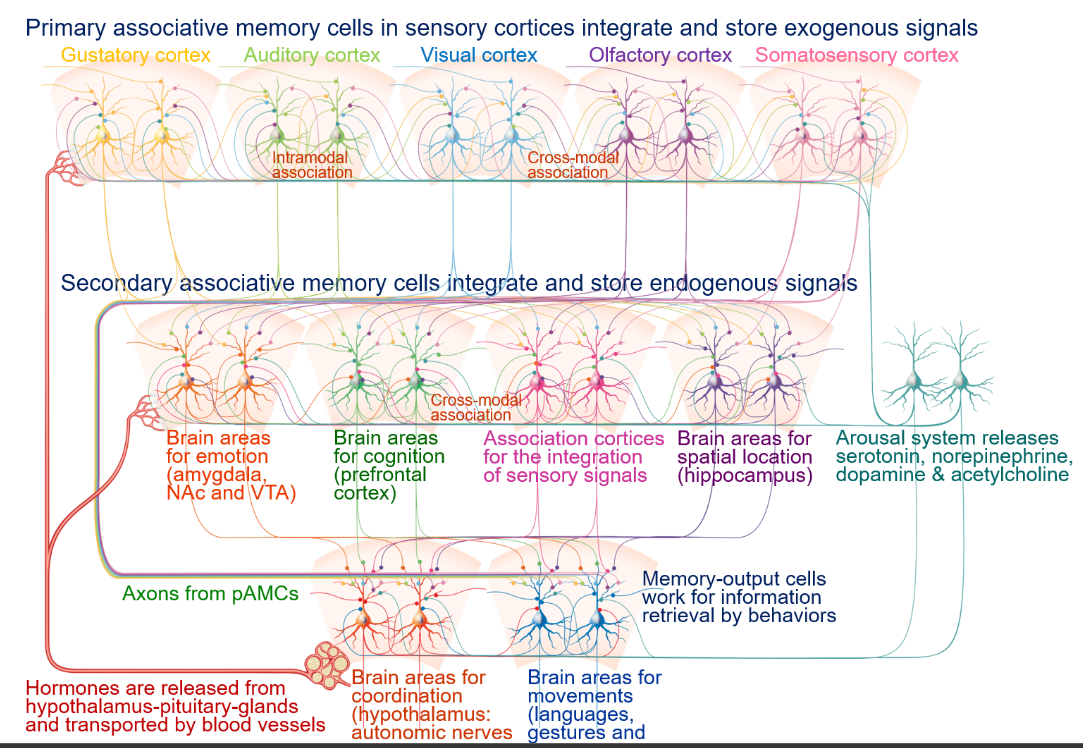 Primary associative memory cells in sensory cortices integrate and store exogenous signals
Gustatory cortex
Auditory cortex
Visual cortex
Olfactory cortex
Somatosensory cortex
Intramodal
association
Cross-modal
association
Secondary associative memory cells integrate and store endogenous signals
Cross-modal
association
Brain areas
for emotion
(amygdala,
NAc and VTA)
Brain areas
for cognition
(prefrontal
cortex)
Association cortices
for the integration
of sensory signals
Brain areas for
spatial location
(hippocampus)
Arousal system releases
serotonin, norepinephrine,
dopamine & acetylcholine
Axons from pAMCs
Memory-output cells
work for information
retrieval by behaviors
Hormones are released from
hypothalamus-pituitary-glands
and transported by blood vessels
Brain areas for
coordination
(hypothalamus:
autonomic nerves
Brain areas for
movements
(languages,
gestures and